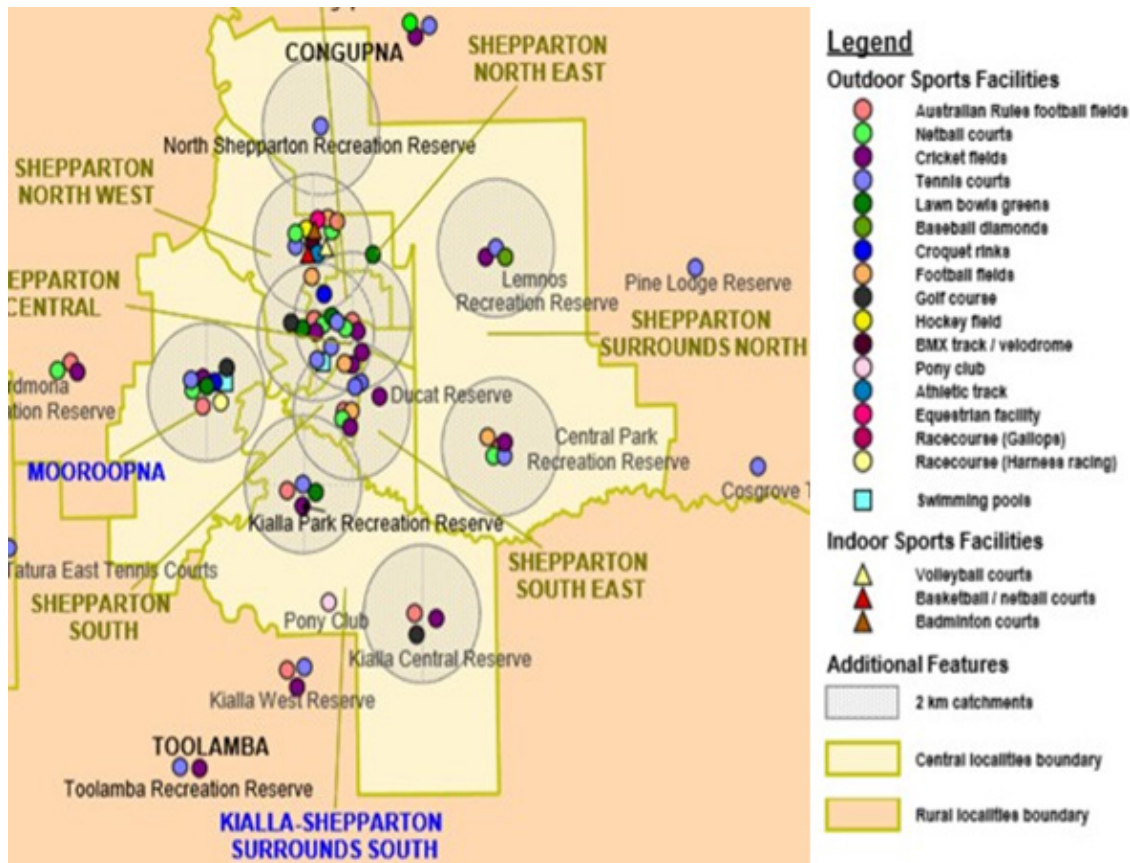 CONGUPNA
SHEPPARTON
NORTH EAST
North Shepparton Recreation Reserve
SHEPPARTON
NORTH WEST
Lemnos
Recreation Reserve
Pine Lodge Reserve
EPPARTON
CENTRAL
SHEPPARTON
SURROUNDS NORTH
rdmona
ation Reserve
Ducat Reserve
Central Park
Recreation Reserve
MOOROOPNA
Cosgrove T
Kialla Park Recreation Reserve
Tatura East Tennis Courts
SHEPPARTON
SOUTH EAST
SHEPPARTON
SOUTH
Pony Club
Kialla Central Reserve
Kialla West Reserve
TOOLAMBA
Toolamba Recreation Reserve
KIALLA-SHEPPARTON
SURROUNDS SOUTH
Legend
Outdoor Sports Facilities
Australian Rules football fields
Netball courts
Cricket fields
Tennis courts
Lawn bowls greens
Baseball diamonds
Croquet rinks
Football fields
Golf course
Hockey field
BMX track / velodrome
Pony club
Athletic track
Equestrian facility
Racecourse (Gallops)
Racecourse (Harness racing)
Swimming pools
Indoor Sports Facilities
Volleyball courts
Basketball / netball courts
Badminton courts
Additional Features
2 km catchments
Central localities boundary
Rural localities boundary